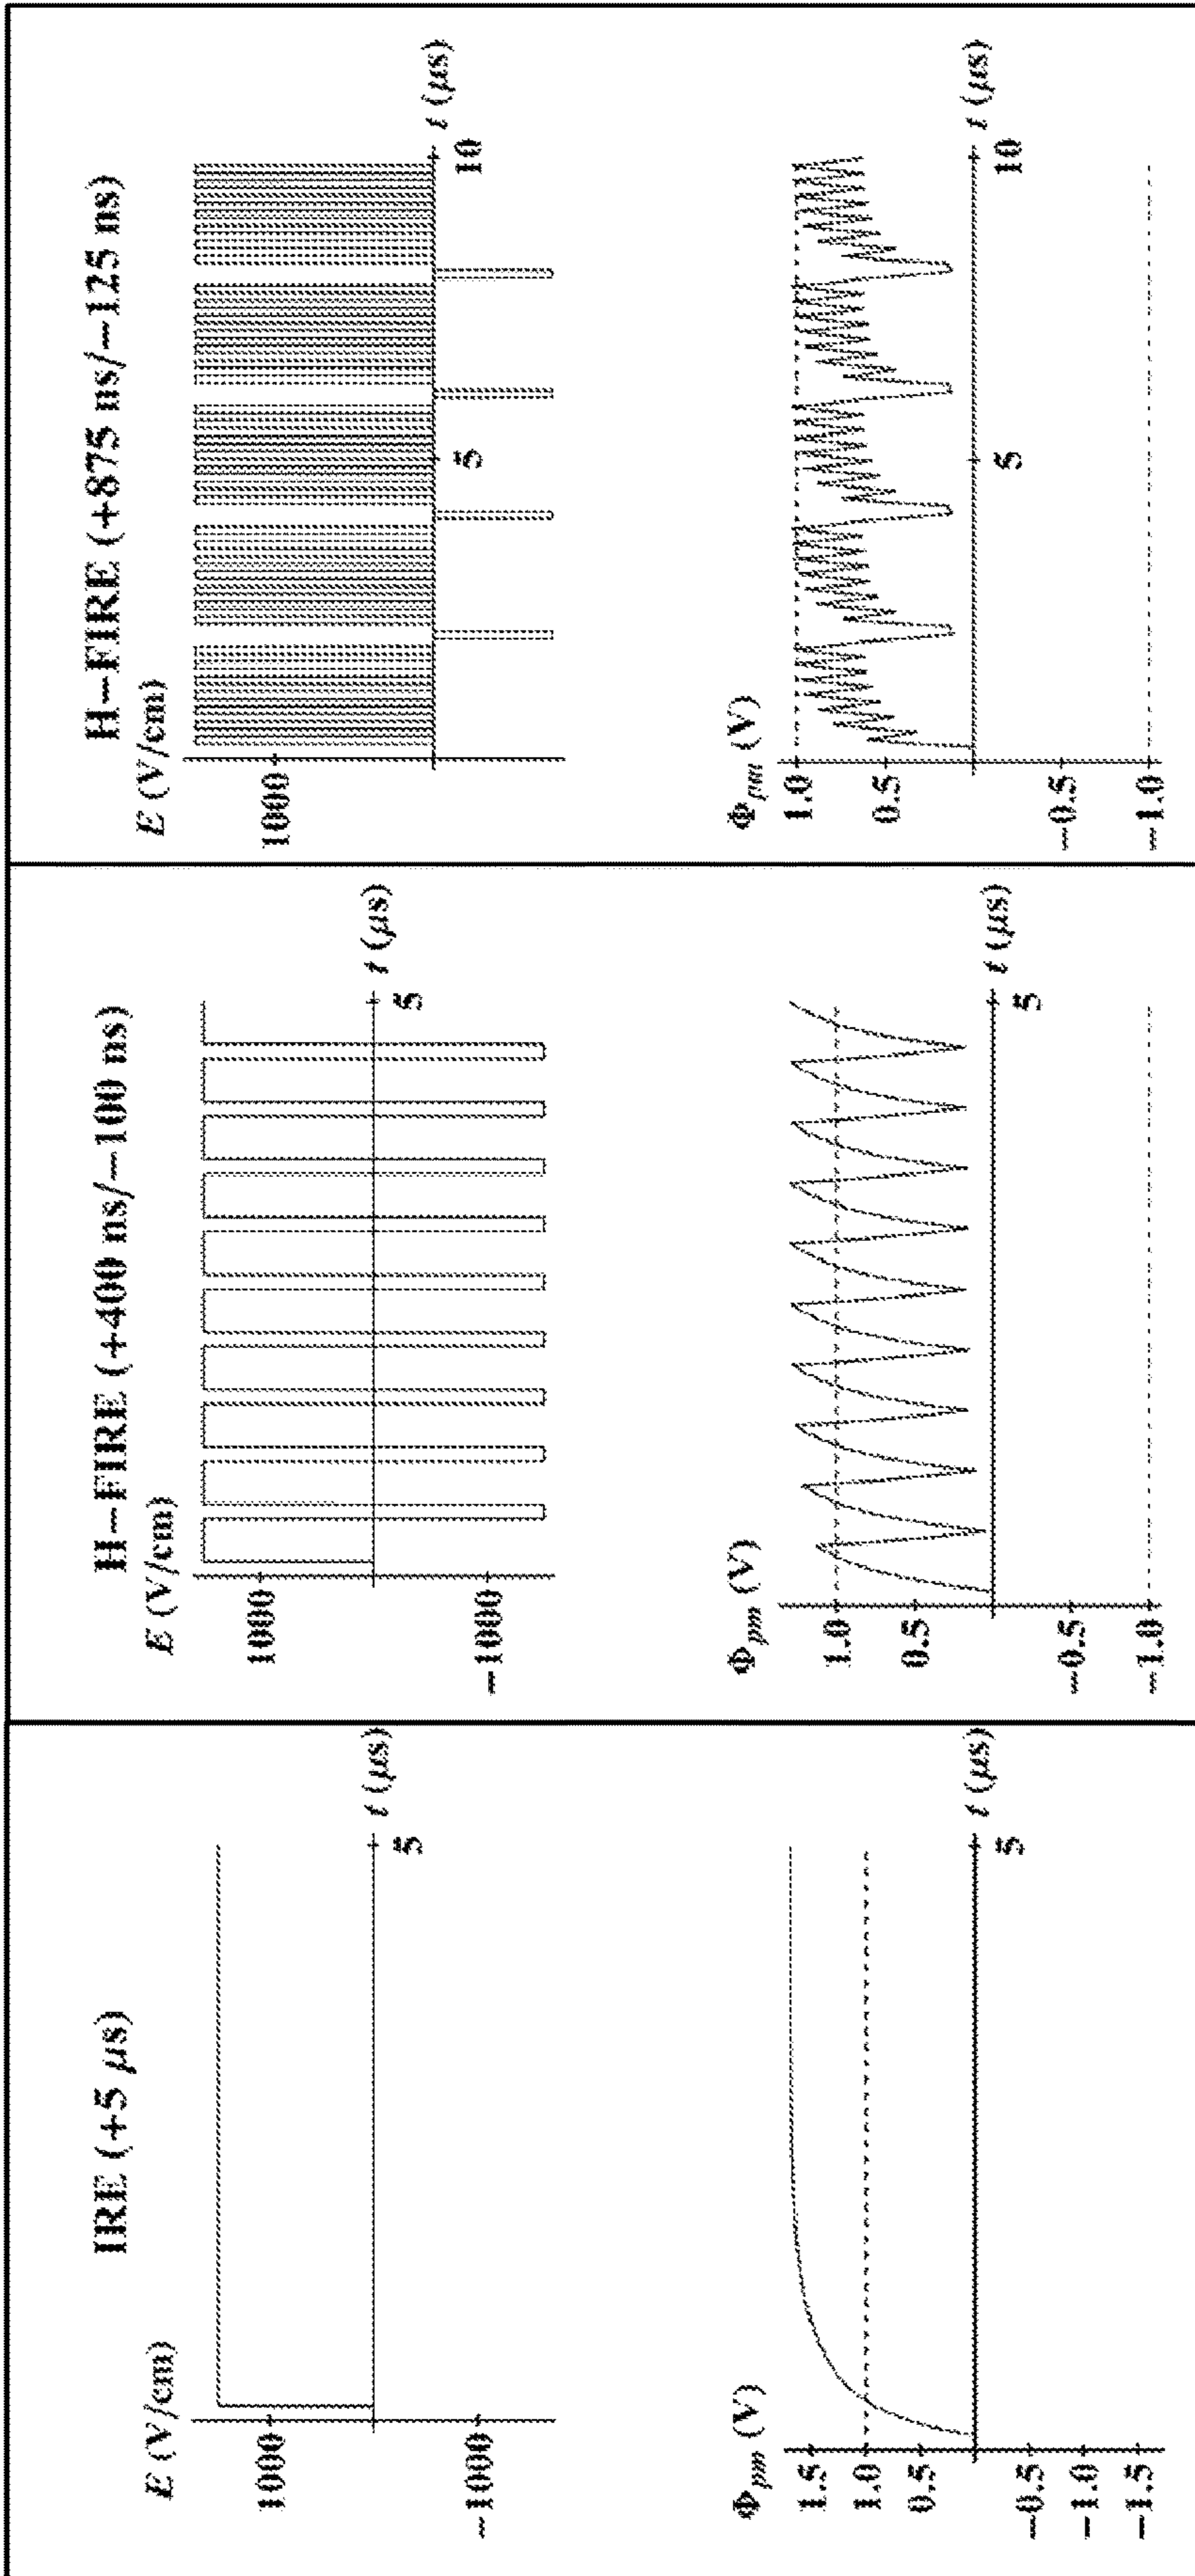 IRE (+5 μs)
E (V/cm)
1000
−1000
5
t (μs)
Φpm (V)
1.5
1.0
0.5
−0.5
−1.0
−1.5
5
t (μs)
H−FIRE (+400 ns/−100 ns)
E (V/cm)
1000
−1000
5
t (μs)
Φpm (V)
1.0
0.5
−0.5
−1.0
5
t (μs)
H−FIRE (+875 ns/−125 ns)
E (V/cm)
1000
5
10
t (μs)
Φpm (V)
1.0
0.5
−0.5
−1.0
5
10
t (μs)